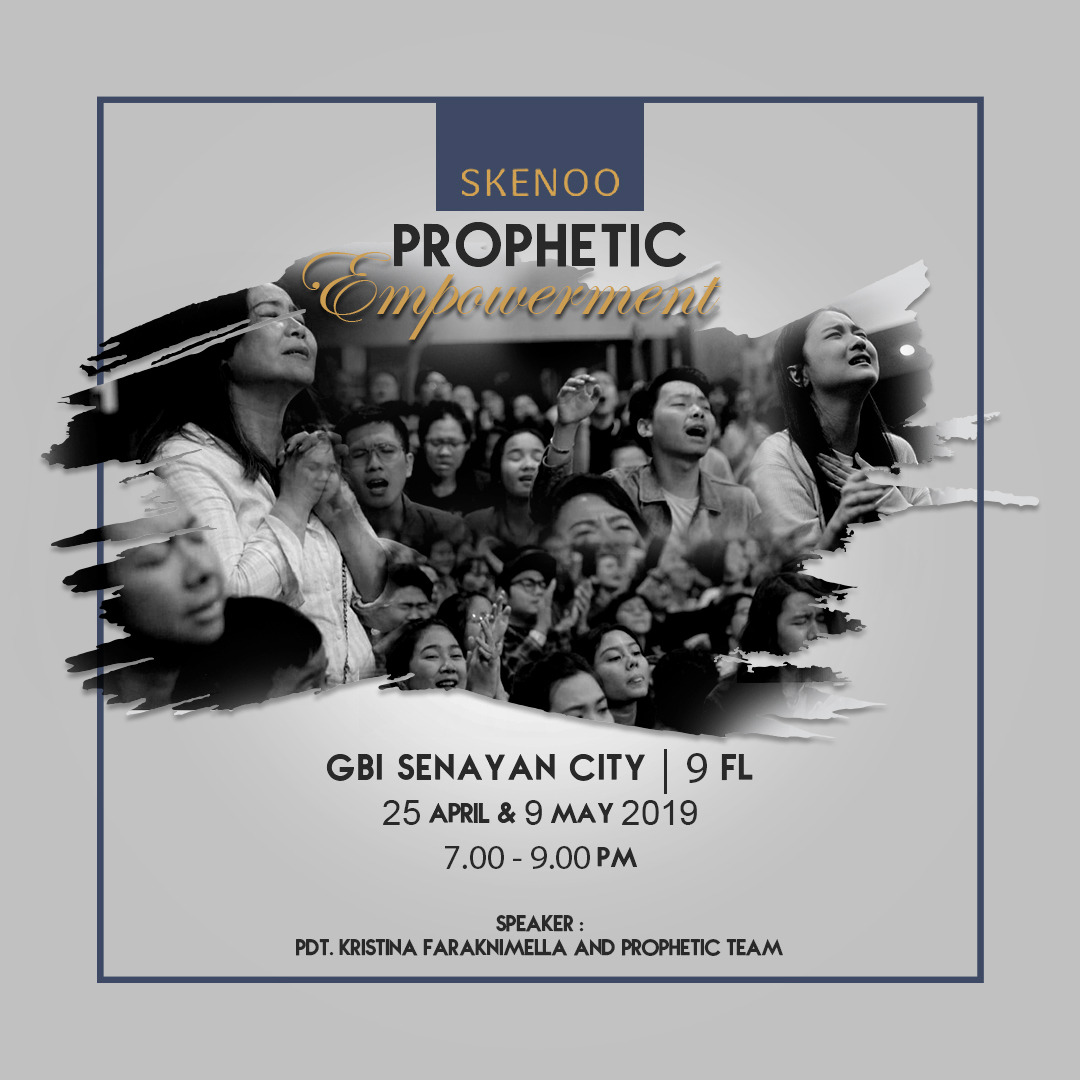 SKENOO
PROPHETIC
Empowerment
GBI SENAYAN CITY | 9 FL
25 APRIL & 9 MAY 2019
7.00 - 9.00 PM
SPEAKER :
PDT. KRISTINA FARAKNIMELLA AND PROPHETIC TEAM